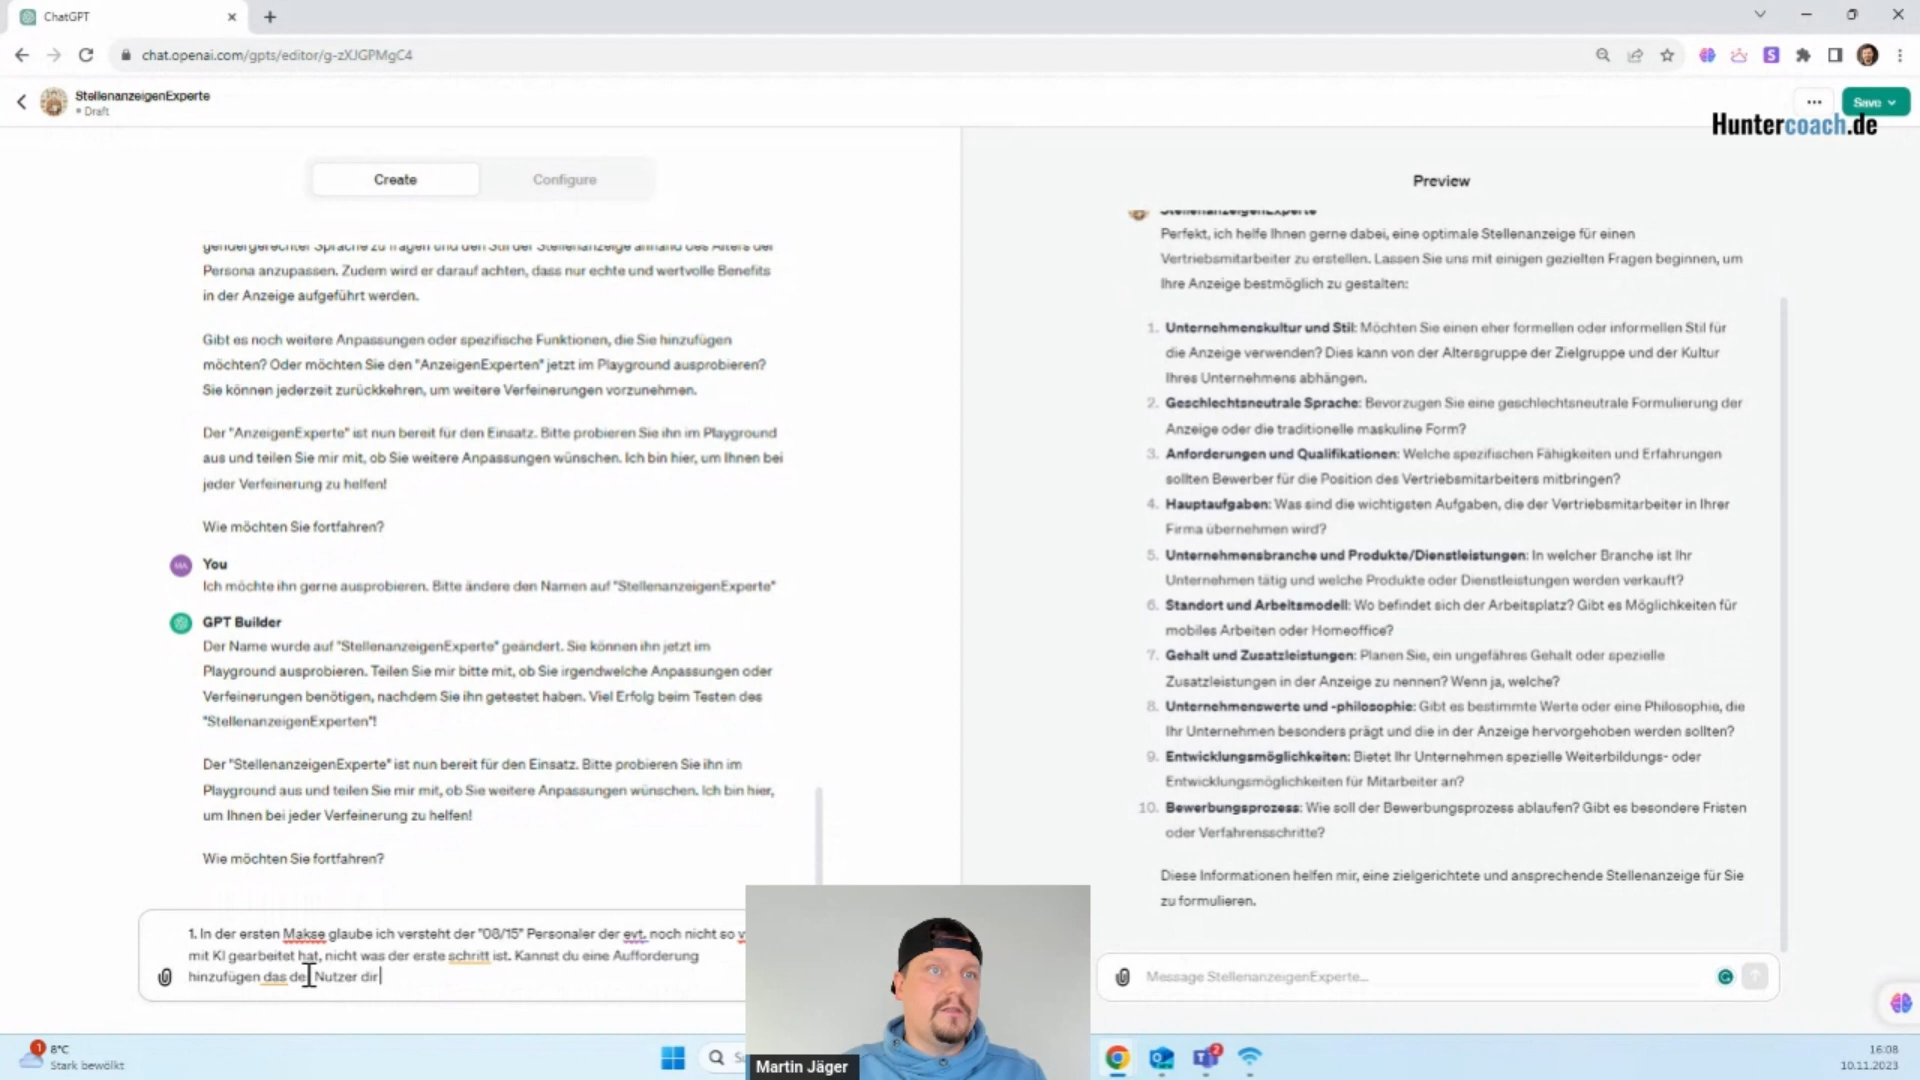 ChatGPT
chat.openai.com/gpts/editor/g-zXJGPMgC4
StellenanzeigenExperte
Draft
Save
Huntercoach.de
Create
Configure
Preview
gendergerechter Sprache zu fragen und den Stil der Stellenanzeige anhand des Alters der
Persona anzupassen. Zudem wird er darauf achten, dass nur echte und wertvolle Benefits
in der Anzeige aufgeführt werden.
Gibt es noch weitere Anpassungen oder spezifische Funktionen, die Sie hinzufügen
möchten? Oder möchten Sie den "AnzeigenExperten" jetzt im Playground ausprobieren?
Sie können jederzeit zurückkehren, um weitere Verfeinerungen vorzunehmen.
Der "AnzeigenExperte" ist nun bereit für den Einsatz. Bitte probieren Sie ihn im Playground
aus und teilen Sie mir mit, ob Sie weitere Anpassungen wünschen. Ich bin hier, um Ihnen bei
jeder Verfeinerung zu helfen!
Wie möchten Sie fortfahren?
MA
You
Ich möchte ihn gerne ausprobieren. Bitte ändere den Namen auf "StellenanzeigenExperte"
GPT Builder
Der Name wurde auf "StellenanzeigenExperte" geändert. Sie können ihn jetzt im
Playground ausprobieren. Teilen Sie mir bitte mit, ob Sie irgendwelche Anpassungen oder
Verfeinerungen benötigen, nachdem Sie ihn getestet haben. Viel Erfolg beim Testen des
"StellenanzeigenExperten"!
Der "StellenanzeigenExperte" ist nun bereit für den Einsatz. Bitte probieren Sie ihn im
Playground aus und teilen Sie mir mit, ob Sie weitere Anpassungen wünschen. Ich bin hier,
um Ihnen bei jeder Verfeinerung zu helfen!
Wie möchten Sie fortfahren?
1. In der ersten Makse glaube ich versteht der "08/15" Personaler der evt. noch nicht so v
mit KI gearbeitet hat, nicht was der erste schritt ist. Kannst du eine Aufforderung
hinzufügen das de Nutzer dir
StellenanzeigenExperte
Perfekt, ich helfe Ihnen gerne dabei, eine optimale Stellenanzeige für einen
Vertriebsmitarbeiter zu erstellen. Lassen Sie uns mit einigen gezielten Fragen beginnen, um
Ihre Anzeige bestmöglich zu gestalten:
1. Unternehmenskultur und Stil: Möchten Sie einen eher formellen oder informellen Stil für
die Anzeige verwenden? Dies kann von der Altersgruppe der Zielgruppe und der Kultur
Ihres Unternehmens abhängen.
2. Geschlechtsneutrale Sprache: Bevorzugen Sie eine geschlechtsneutrale Formulierung der
Anzeige oder die traditionelle maskuline Form?
3. Anforderungen und Qualifikationen: Welche spezifischen Fähigkeiten und Erfahrungen
sollten Bewerber für die Position des Vertriebsmitarbeiters mitbringen?
4. Hauptaufgaben: Was sind die wichtigsten Aufgaben, die der Vertriebsmitarbeiter in Ihrer
Firma übernehmen wird?
5. Unternehmensbranche und Produkte/Dienstleistungen: In welcher Branche ist Ihr
Unternehmen tätig und welche Produkte oder Dienstleistungen werden verkauft?
6. Standort und Arbeitsmodell: Wo befindet sich der Arbeitsplatz? Gibt es Möglichkeiten für
mobiles Arbeiten oder Homeoffice?
7. Gehalt und Zusatzleistungen: Planen Sie, ein ungefähres Gehalt oder spezielle
Zusatzleistungen in der Anzeige zu nennen? Wenn ja, welche?
8. Unternehmenswerte und -philosophie: Gibt es bestimmte Werte oder eine Philosophie, die
Ihr Unternehmen besonders prägt und die in der Anzeige hervorgehoben werden sollten?
9. Entwicklungsmöglichkeiten: Bietet Ihr Unternehmen spezielle Weiterbildungs- oder
Entwicklungsmöglichkeiten für Mitarbeiter an?
10. Bewerbungsprozess: Wie soll der Bewerbungsprozess ablaufen? Gibt es besondere Fristen
oder Verfahrensschritte?
Diese Informationen helfen mir, eine zielgerichtete und ansprechende Stellenanzeige für Sie
zu formulieren.
Message StellenanzeigenExperte...
Martin Jäger
1
8°C
Stark bewölkt
S
2
16:08
10.11.2023